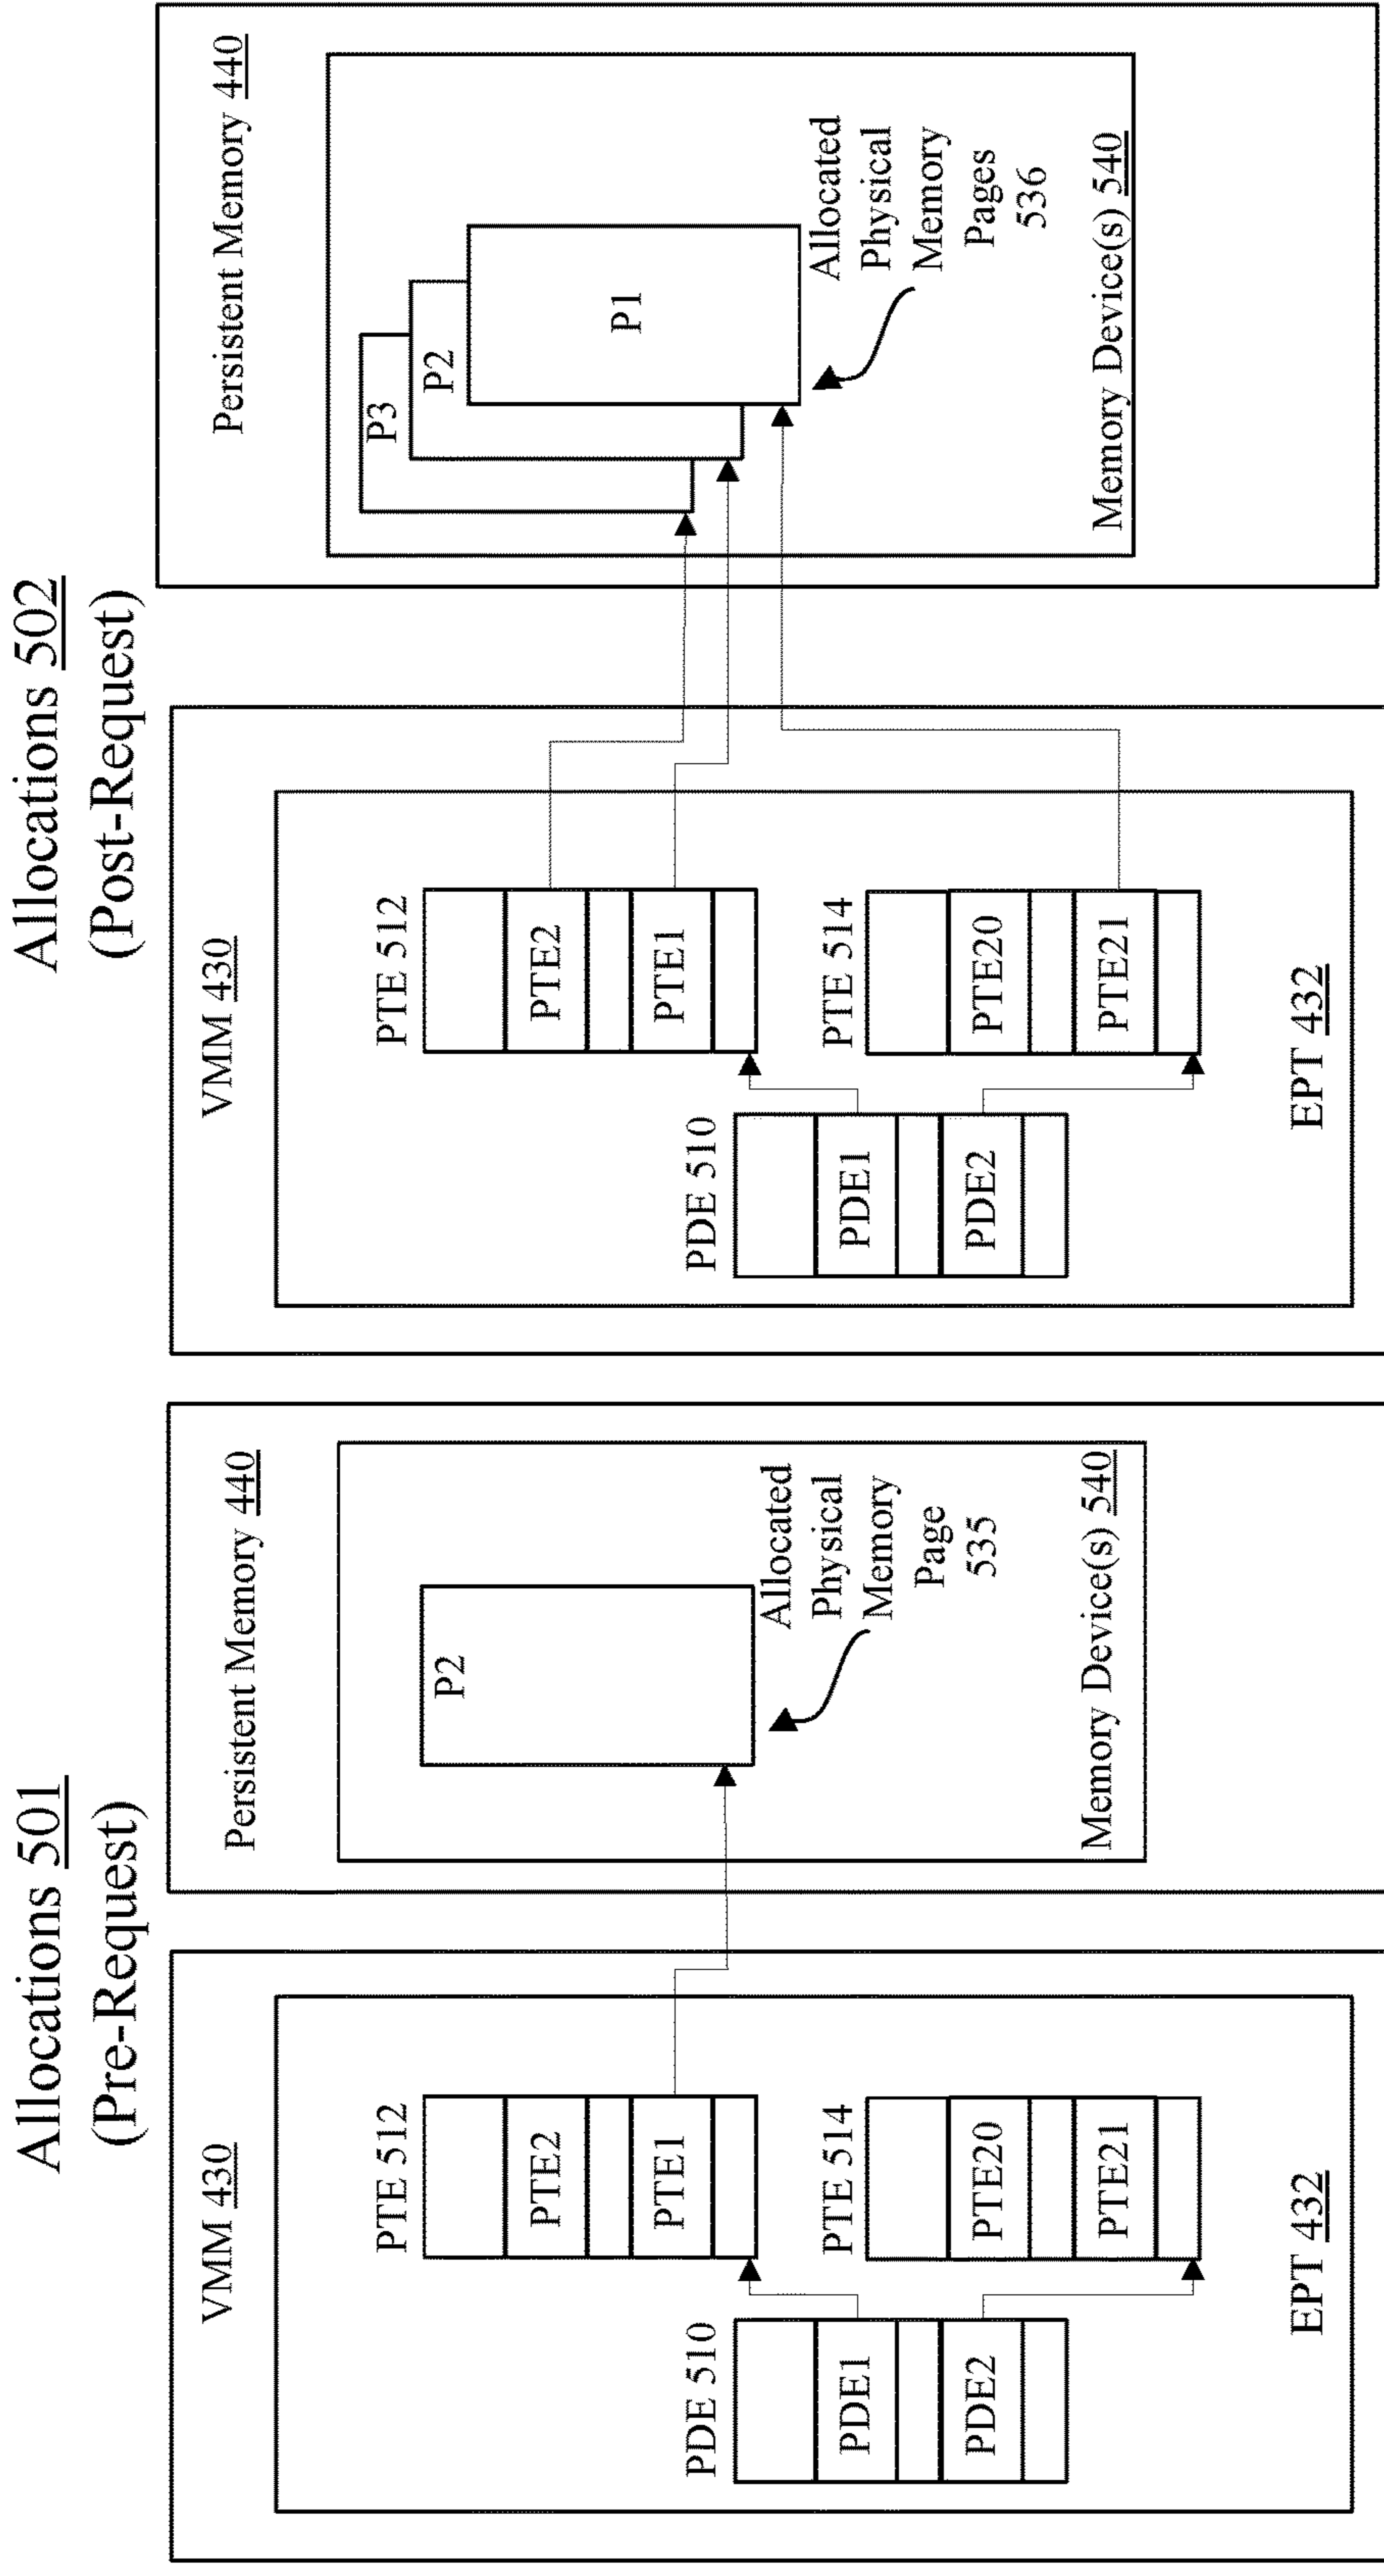 Allocations 501
(Pre-Request)
VMM 430
PTE 512
PTE2
PTE1
PDE 510
PDE1
PDE2
PTE 514
PTE20
PTE21
EPT 432
Persistent Memory 440
P2
Allocated
Physical
Memory
Page
535
Memory Device(s) 540
Allocations 502
(Post-Request)
VMM 430
PTE 512
PTE2
PTE1
PDE 510
PDE1
PDE2
PTE 514
PTE20
PTE21
EPT 432
Persistent Memory 440
P3
P2
P1
Allocated
Physical
Memory
Pages
536
Memory Device(s) 540